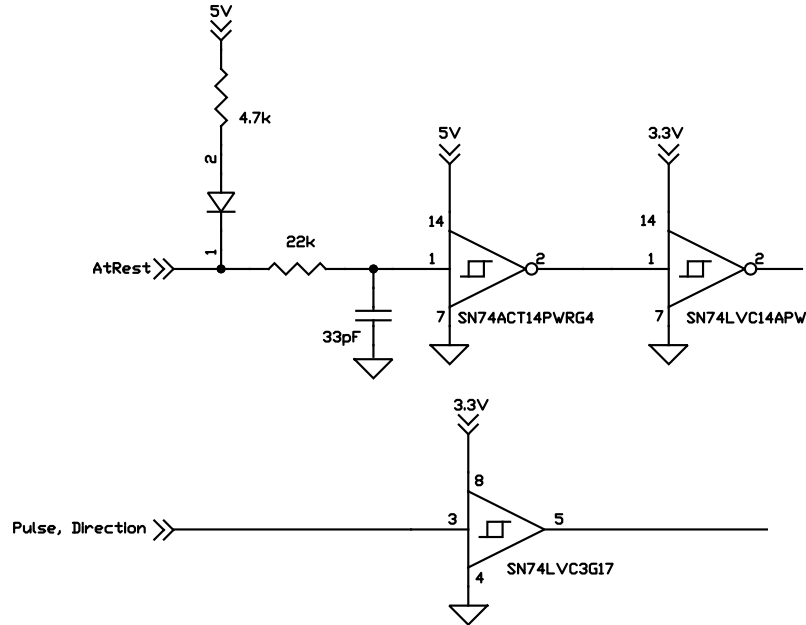 5V
4.7k
2
1
AtRest
22k
33pF
5V
14
1
2
7
SN74ACT14PWRG4
3.3V
14
1
2
7
SN74LVC14APW
3.3V
8
Pulse, Direction
3
5
4
SN74LVC3G17